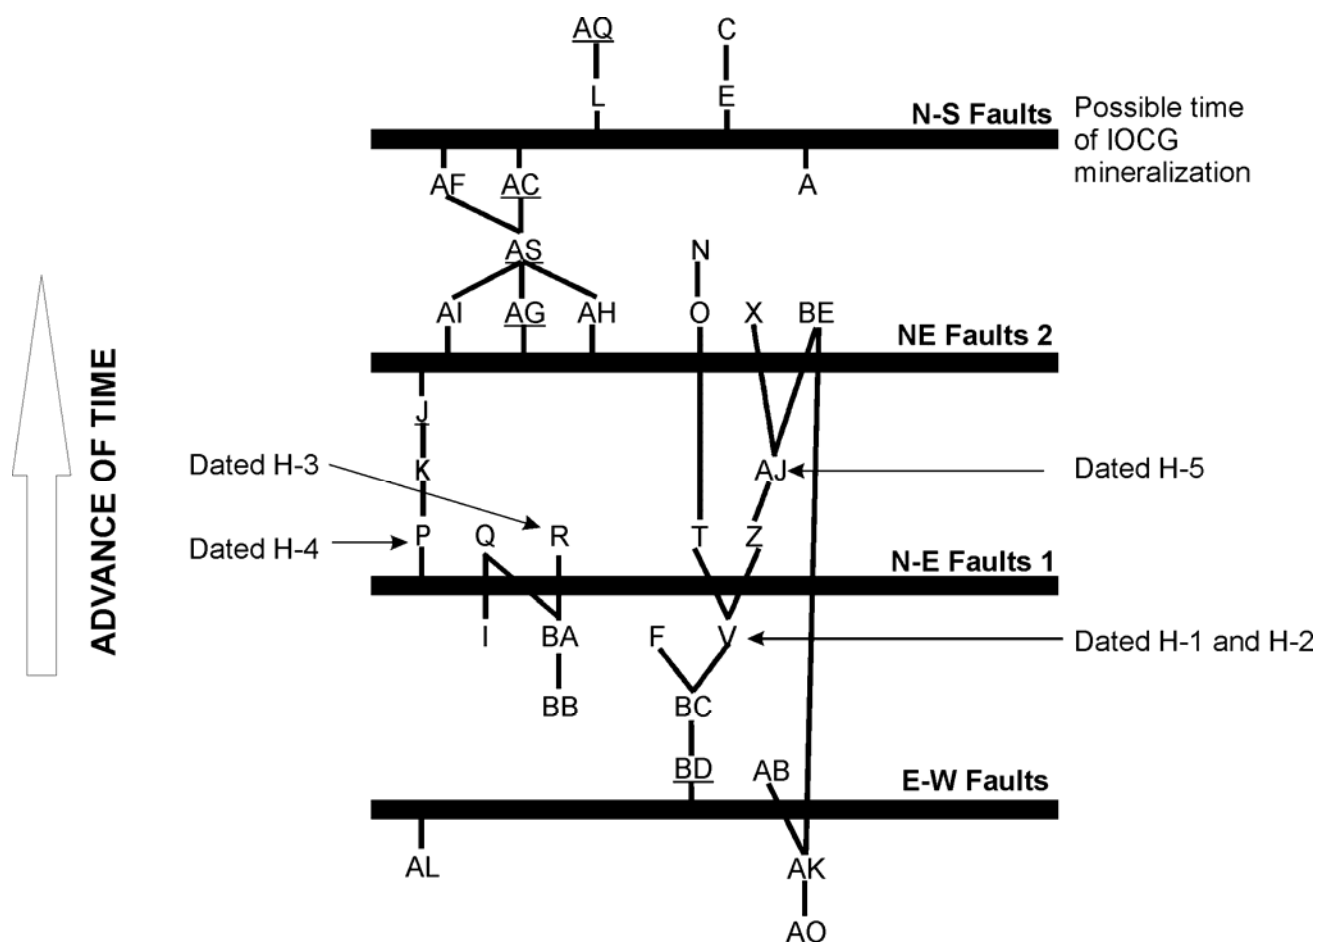 AQ C
L E
N-S Faults
Possible time
of IOCG
mineralization
AF AC A
AS N
AI AG AH O X BE
NE Faults 2
ADVANCE OF TIME
J
Dated H-3 K AJ Dated H-5
Dated H-4 P Q R T Z
N-E Faults 1
I BA F V Dated H-1 and H-2
BB BC
BD AB
E-W Faults
AL AK
AO